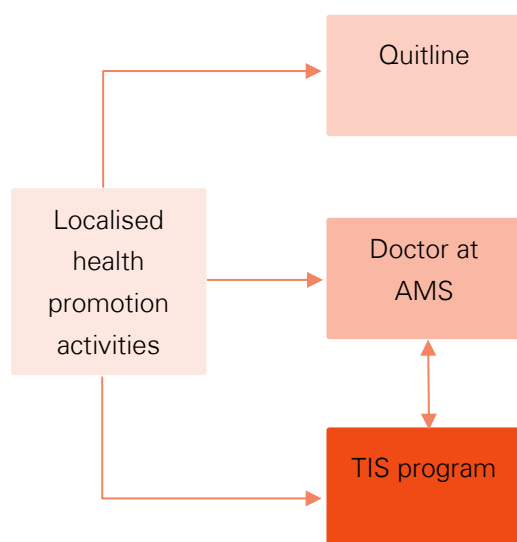 Quitline
Localised
health
promotion
activities
Doctor at
AMS
TIS program